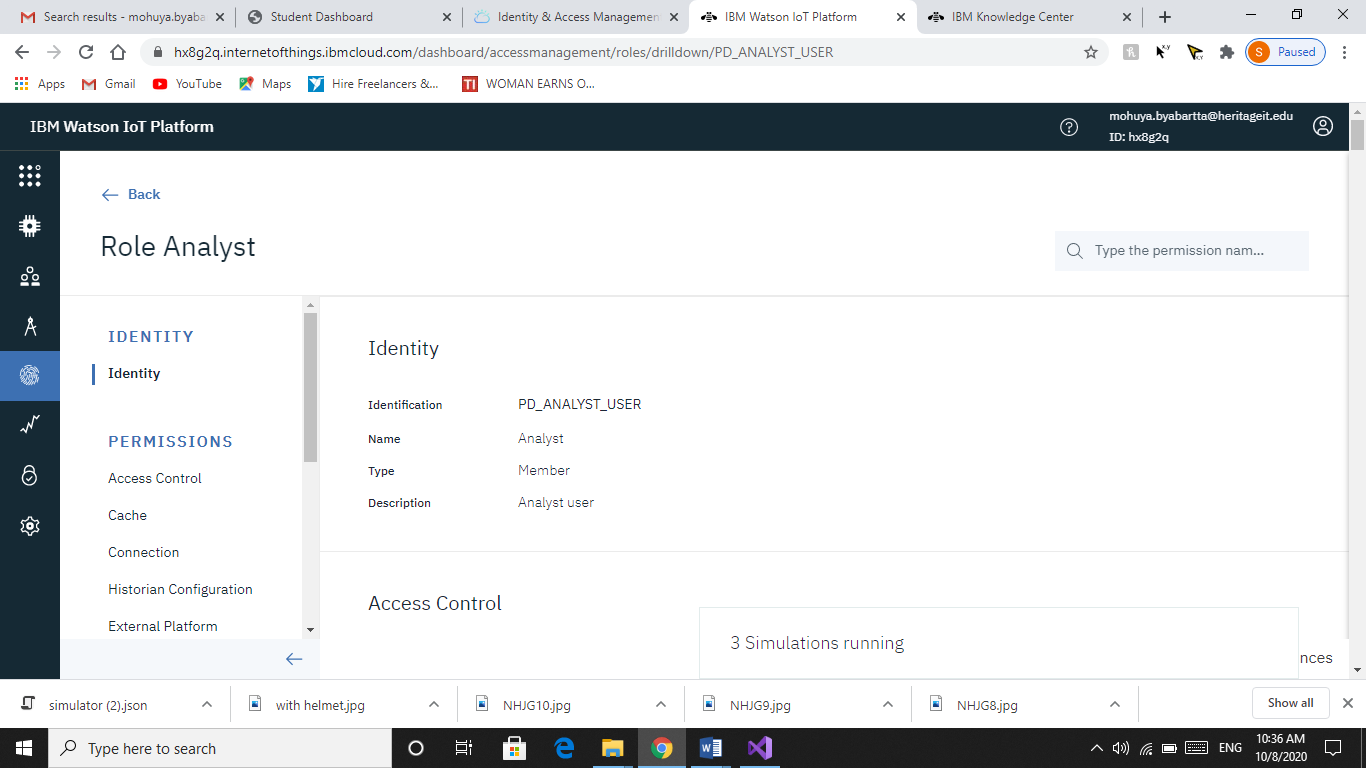 Search results - mohuya.byaba
Student Dashboard
Identity & Access Management
IBM Watson IoT Platform
IBM Knowledge Center
hx8g2q.internetofthings.ibmcloud.com/dashboard/accessmanagement/roles/drilldown/PD_ANALYST_USER
S Paused
Apps
Gmail
YouTube
Maps
Hire Freelancers &...
TI WOMAN EARNS O...
IBM Watson IoT Platform
mohuya.byabartta@heritageit.edu
ID: hx8g2q
Back
Role Analyst
Type the permission nam...
IDENTITY
Identity
PERMISSIONS
Access Control
Cache
Connection
Historian Configuration
External Platform
Identity
Identification PD_ANALYST_USER
Name Analyst
Type Member
Description Analyst user
Access Control
3 Simulations running
nces
simulator (2).json
with helmet.jpg
NHJG10.jpg
NHJG9.jpg
NHJG8.jpg
Show all
Type here to search
ENG
10:36 AM
10/8/2020